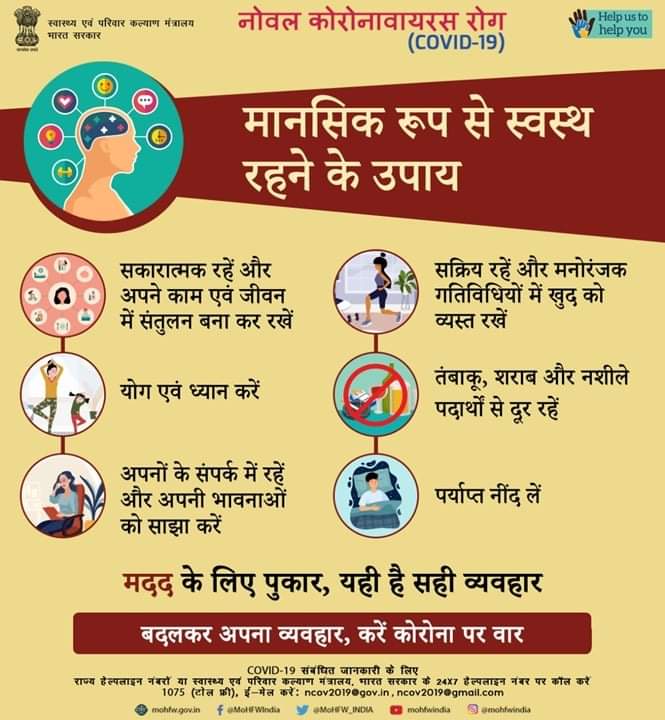 स्वास्थ्य एवं परिवार कल्याण मंत्रालय
भारत सरकार
नोवल कोरोनावायरस रोग
(COVID-19)
Help us to
help you
मानसिक रूप से स्वस्थ
रहने के उपाय
सकारात्मक रहें और
अपने काम एवं जीवन
में संतुलन बना कर रखें
सक्रिय रहें और मनोरंजक
गतिविधियों में खुद को
व्यस्त रखें
योग एवं ध्यान करें
तंबाकू, शराब और नशीले
पदार्थों से दूर रहें
अपनों के संपर्क में रहें
और अपनी भावनाओं
को साझा करें
पर्याप्त नींद लें
मदद के लिए पुकार, यही है सही व्यवहार
बदलकर अपना व्यवहार, करें कोरोना पर वार
COVID-19 संबंधित जानकारी के लिए
राज्य हेल्पलाइन नंबरों या स्वास्थ्य एवं परिवार कल्याण मंत्रालय, भारत सरकार के 24X7 हेल्पलाइन नंबर पर कॉल करें
1075 (टोल फ्री), ई-मेल करें: ncov2019@gov.in, ncov2019@gmail.com
mohfw.gov.in @MoHFWIndia @MoHFW_INDIA mohfwindia @mohfwindia